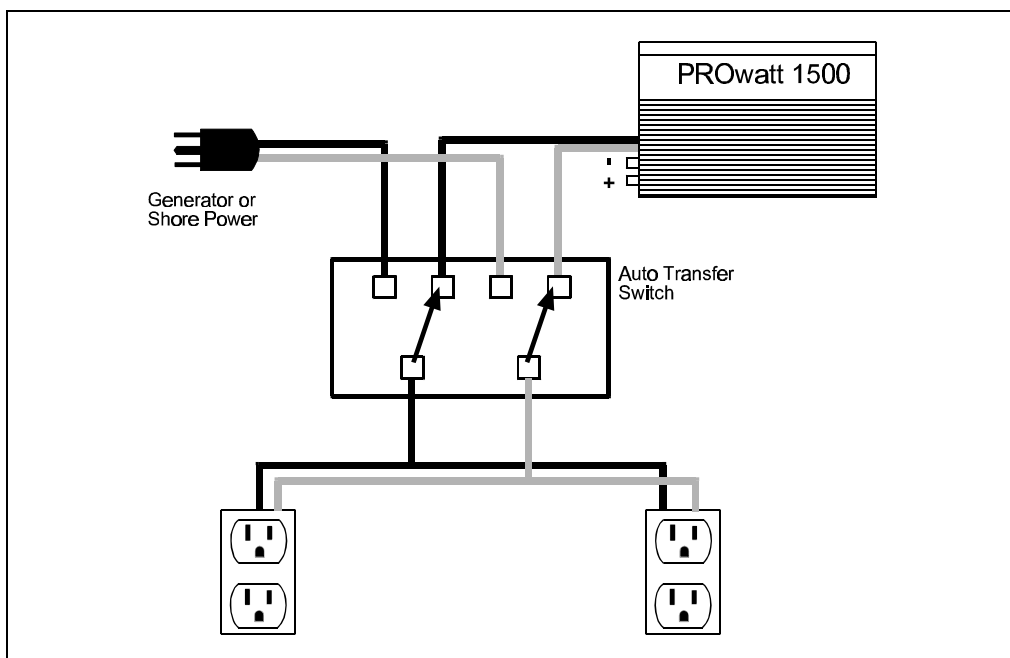 PROwatt 1500
Generator or
Shore Power
-
+
Auto Transfer
Switch